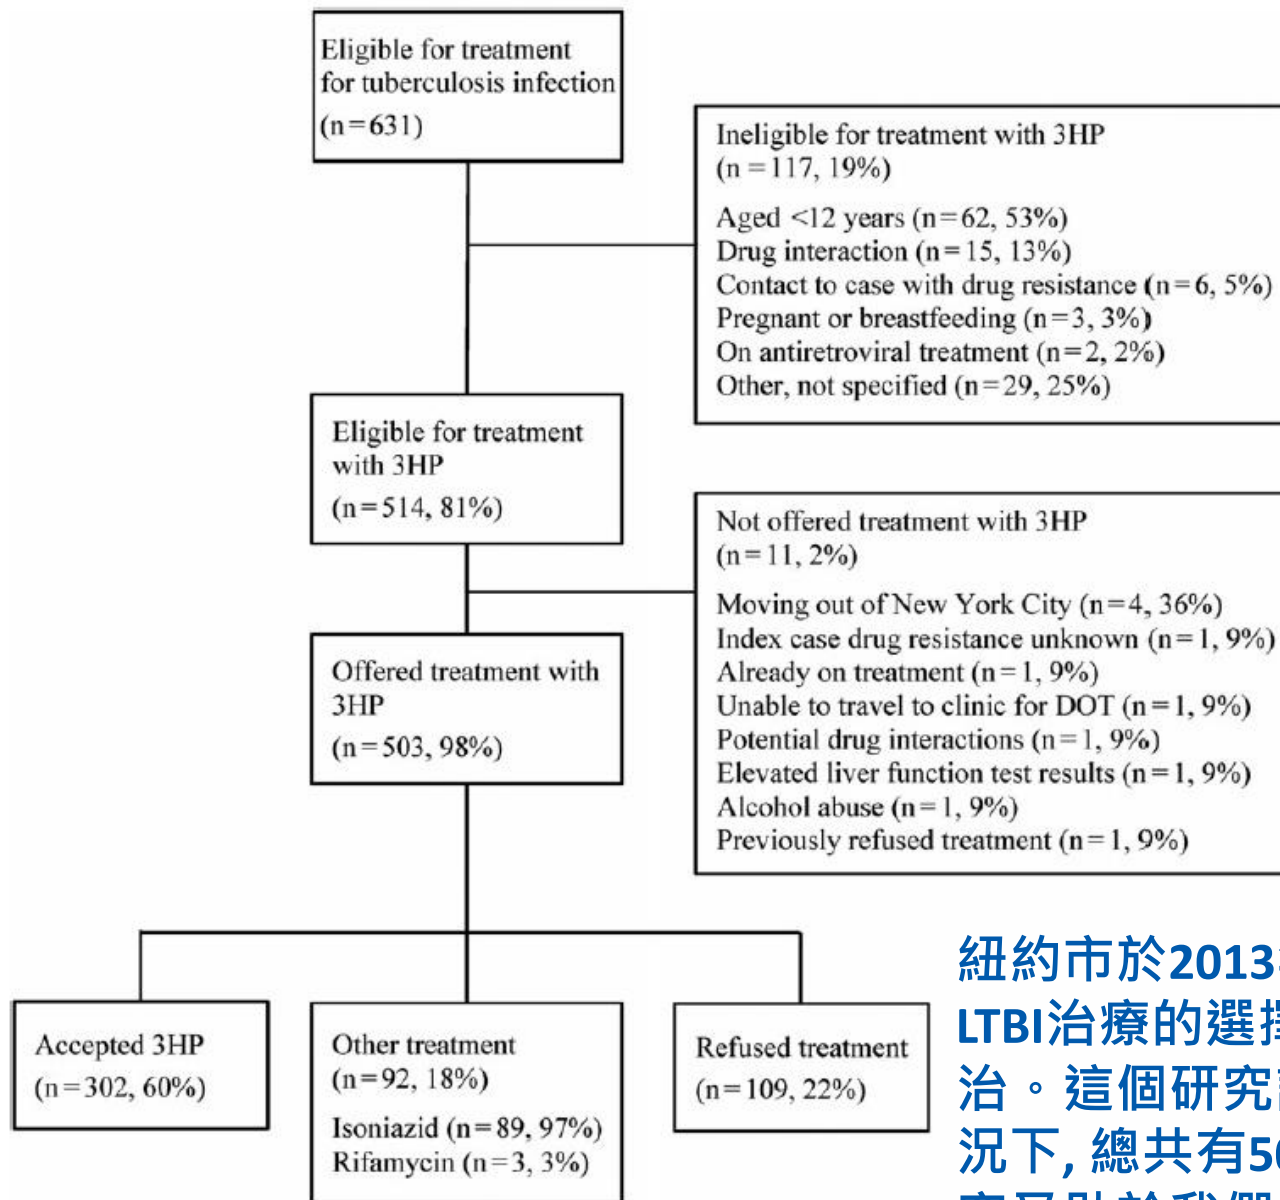 Eligible for treatment
for tuberculosis infection
(n=631)
Ineligible for treatment with 3HP
(n=117, 19%)
Aged <12 years (n=62, 53%)
Drug interaction (n=15, 13%)
Contact to case with drug resistance (n=6, 5%)
Pregnant or breastfeeding (n=3, 3%)
On antiretroviral treatment (n=2, 2%)
Other, not specified (n=29, 25%)
Eligible for treatment
with 3HP
(n=514, 81%)
Not offered treatment with 3HP
(n=11, 2%)
Moving out of New York City (n=4, 36%)
Index case drug resistance unknown (n=1, 9%)
Already on treatment (n=1, 9%)
Unable to travel to clinic for DOT (n=1, 9%)
Potential drug interactions (n=1, 9%)
Elevated liver function test results (n=1, 9%)
Alcohol abuse (n=1, 9%)
Previously refused treatment (n=1, 9%)
Offered treatment with
3HP
(n=503, 98%)
Accepted 3HP
(n=302, 60%)
Other treatment
(n=92, 18%)
Isoniazid (n=89, 97%)
Rifamycin (n=3, 3%)
Refused treatment
(n=109, 22%)
紐約市於2013
LTBI治療的選擇
治。這個研究
況下, 總共有50